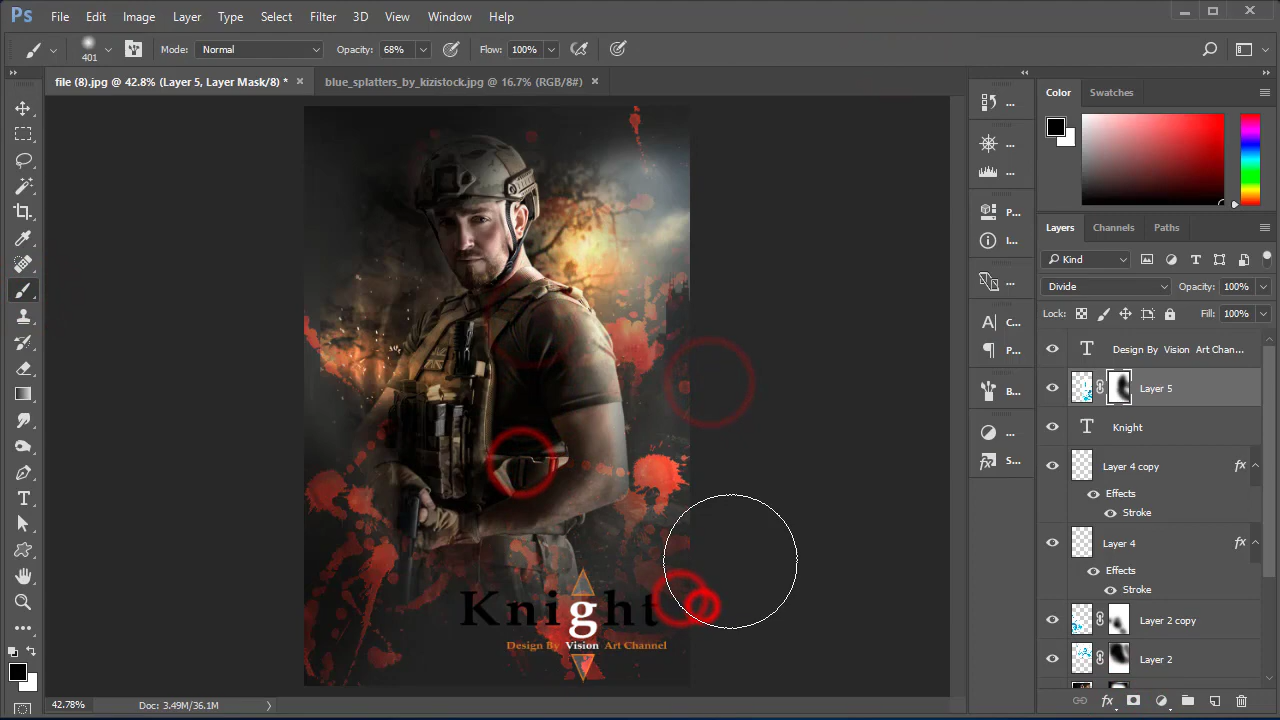 Ps File Edit Image Layer Type Select Filter 3D View Window Help
401 Mode: Normal Opacity: 68% Flow: 100%
file (8).jpg @ 42.8% (Layer 5, Layer Mask/8) * × blue_splatters_by_kizistock.jpg @ 16.7% (RGB/8#) ×
Color Swatches
...
...
...
P...
I...
...
C...
P...
B...
...
S...
Layers Channels Paths
Kind
Divide Opacity: 100%
Lock: Fill: 100%
T Design By Vision Art Chan...
Layer 5
T Knight
Layer 4 copy fx
Effects
Stroke
Layer 4 fx
Effects
Stroke
Layer 2 copy
Layer 2
Knight
Design By Vision Art Channel
42.78% Doc: 3.49M/36.1M